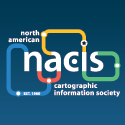 north
american
nacis
EST. 1980
cartographic
information society